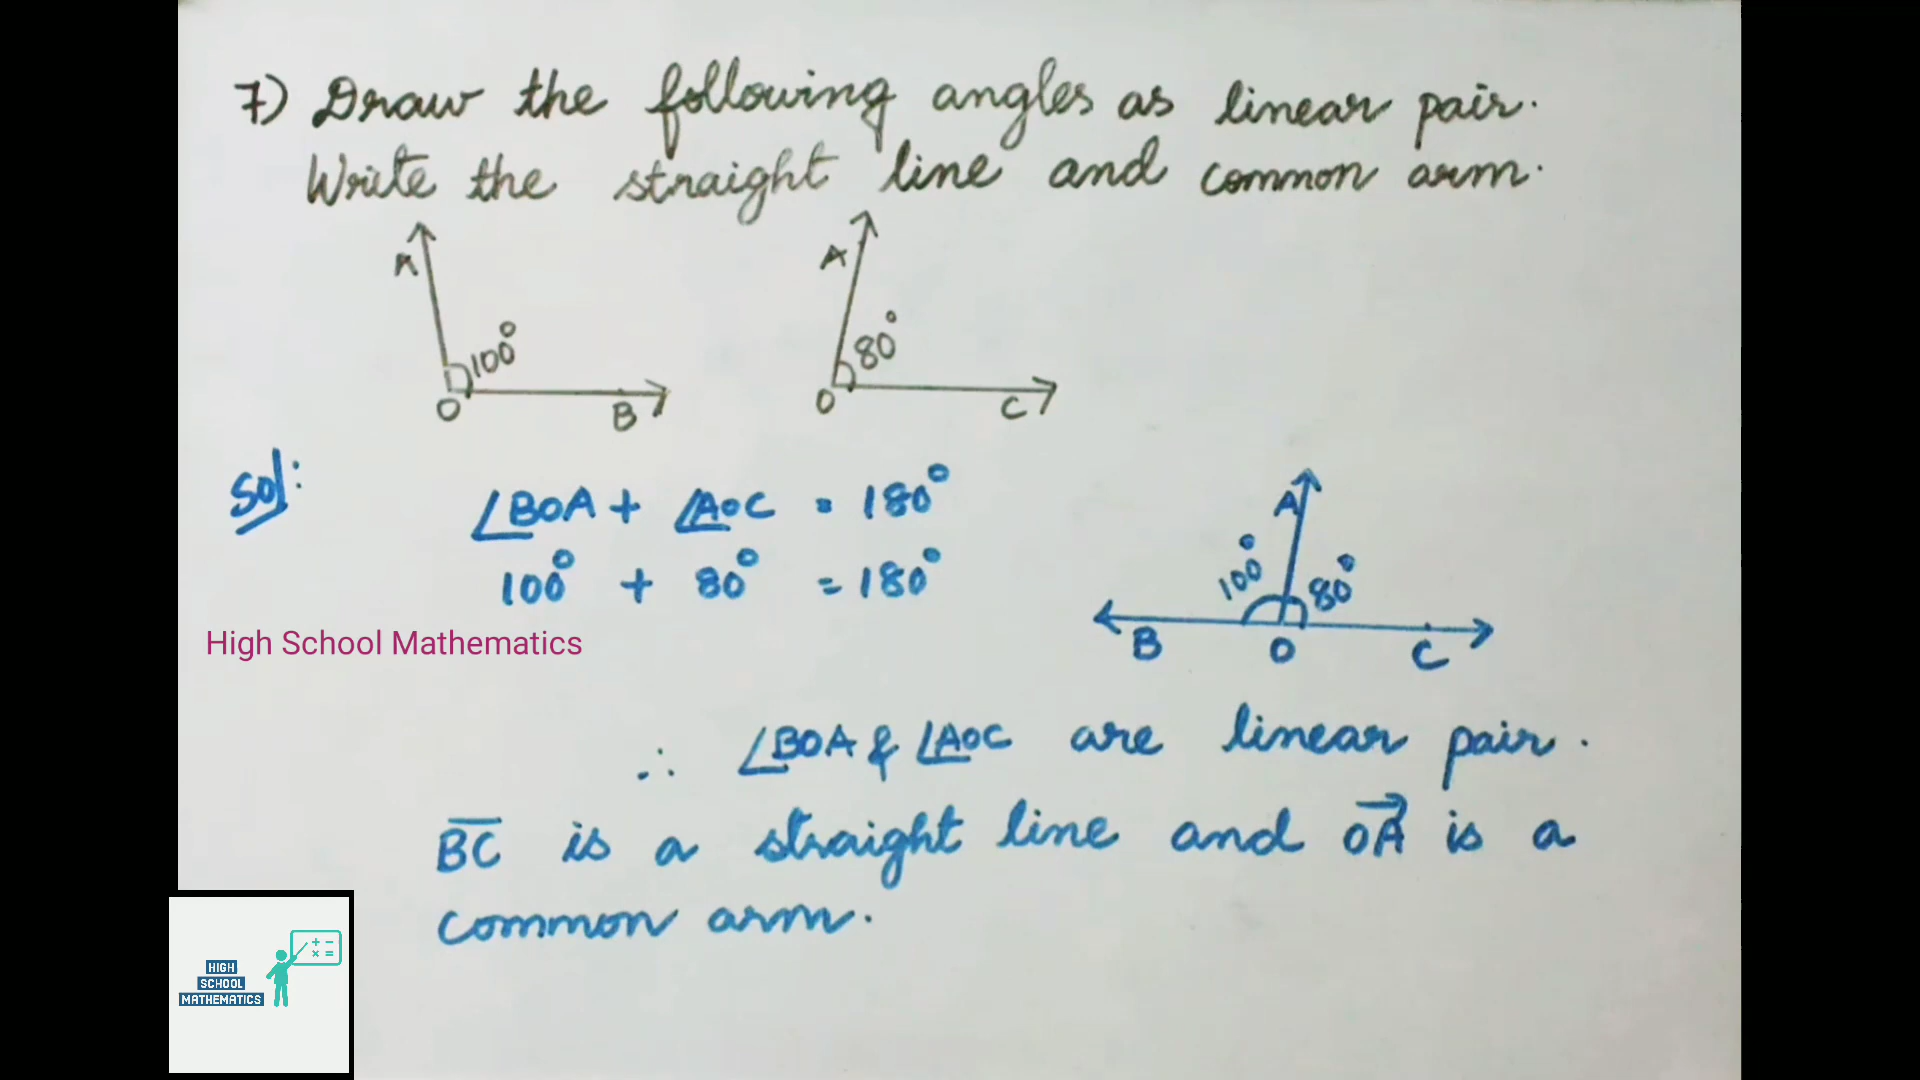 7) Draw the following angles as linear pair.
Write the straight line and common arm.
A
100°
O
B
A
80°
O
C
Sol:
∠BOA + ∠AOC = 180°
100° + 80° = 180°
A
100°
80°
B
O
C
High School Mathematics
∴ ∠BOA & ∠AOC are linear pair.
B̅C̅ is a straight line and O⃗A⃗ is a
common arm.
HIGH
SCHOOL
MATHEMATICS
+ -
× =